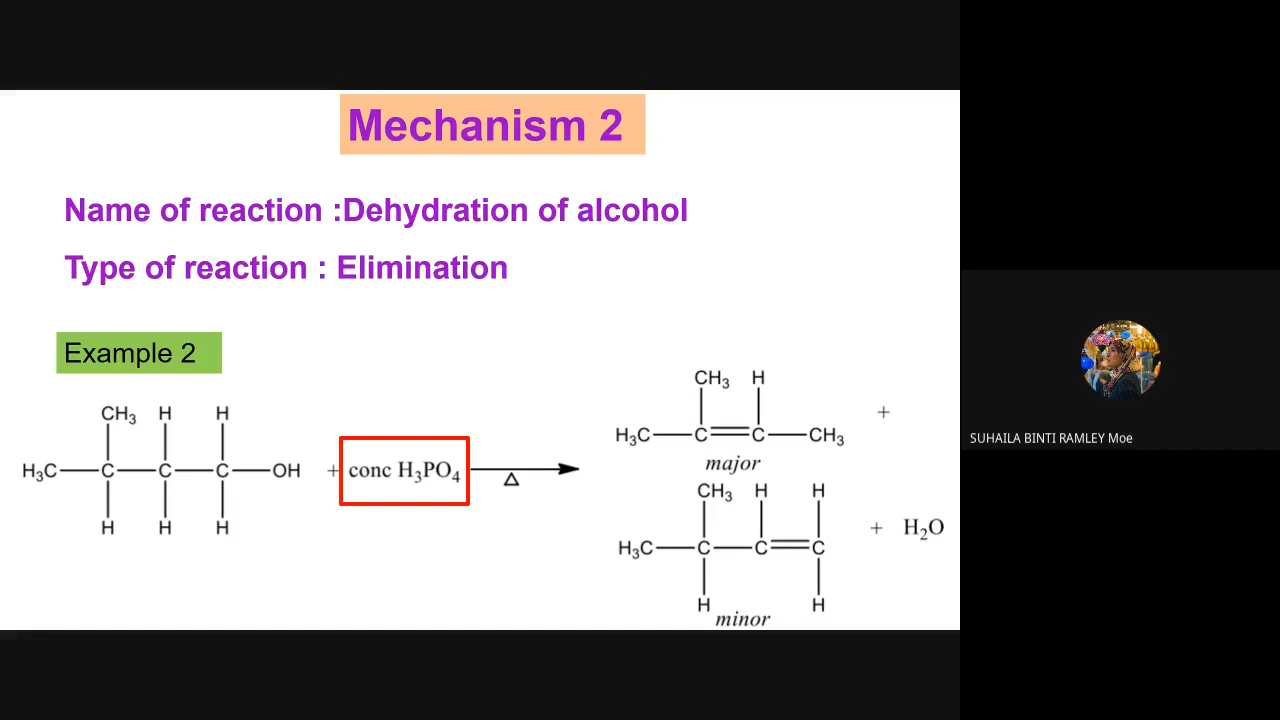 Mechanism 2
Name of reaction :Dehydration of alcohol
Type of reaction : Elimination
Example 2
CH3 H H
H3C C C C OH
H H H
+ conc H3PO4
Δ
CH3 H
H3C C C CH3
+
major
CH3 H H
H3C C C C
H H
minor
+ H2O
SUHAILA BINTI RAMLEY Moe